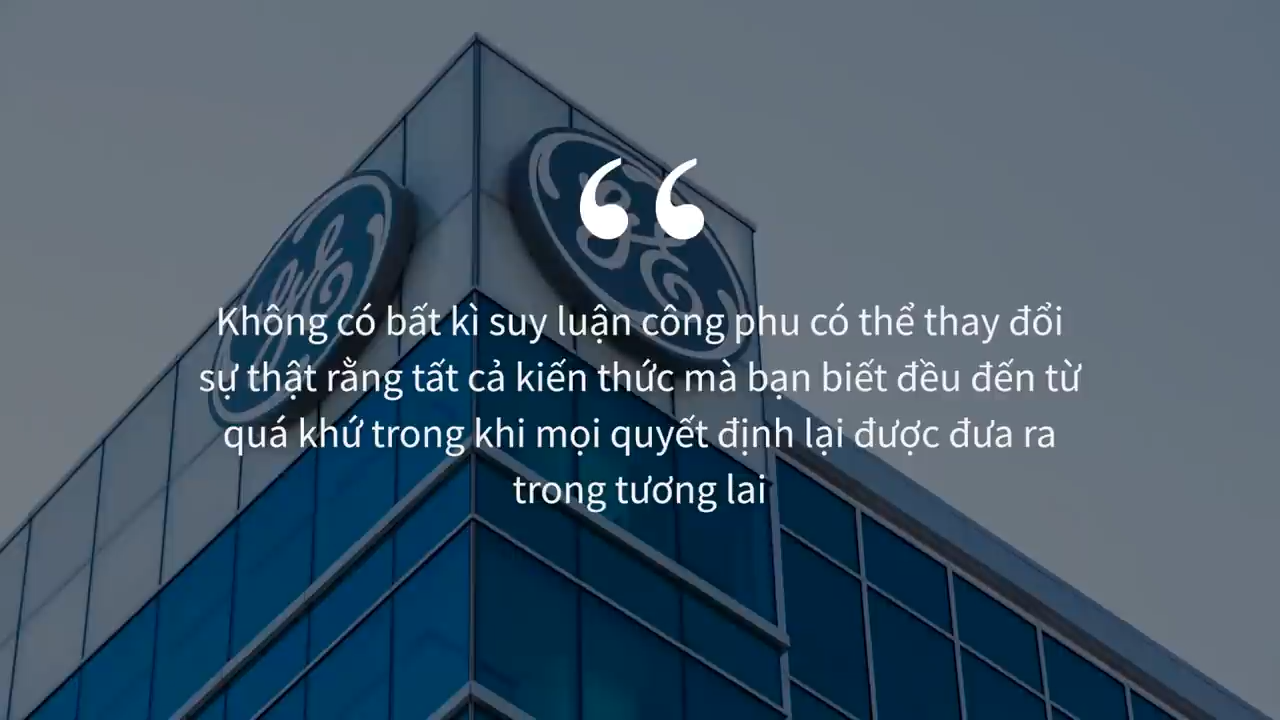 “
Không có bất kì suy luận công phu có thể thay đổi
sự thật rằng tất cả kiến thức mà bạn biết đều đến từ
quá khứ trong khi mọi quyết định lại được đưa ra
trong tương lai
GE
GE